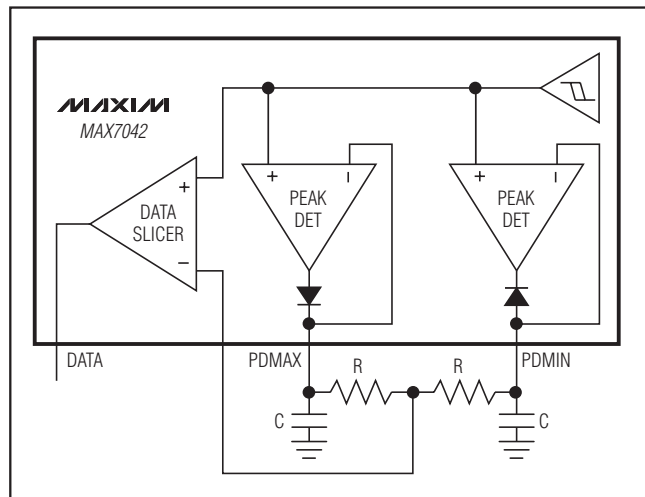 MAXIM
MAX7042
DATA
SLICER
+
−
PEAK
DET
+
−
PEAK
DET
+
−
DATA
PDMAX
R
R
PDMIN
C
C